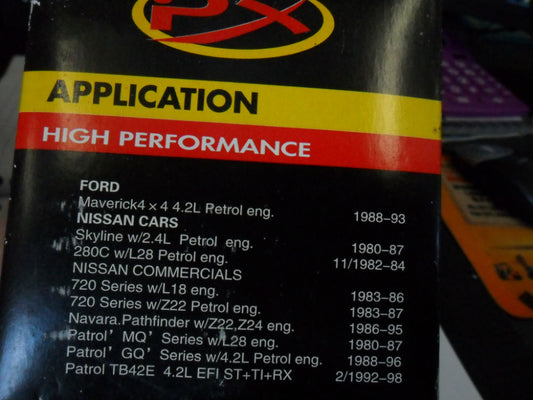 PX
APPLICATION
HIGH PERFORMANCE
FORD
Maverick4×4 4.2L Petrol eng. 1988-93
NISSAN CARS
Skyline w/2.4L Petrol eng. 1980-87
280C w/L28 Petrol eng. 11/1982-84
NISSAN COMMERCIALS
720 Series w/L18 eng. 1983-86
720 Series w/Z22 Petrol eng. 1983-87
Navara.Pathfinder w/Z22,Z24 eng. 1986-95
Patrol’ MQ’ Series w/L28 eng. 1980-87
Patrol’ GQ’ Series w/4.2L Petrol eng. 1988-96
Patrol TB42E 4.2L EFI ST+TI+RX 2/1992-98